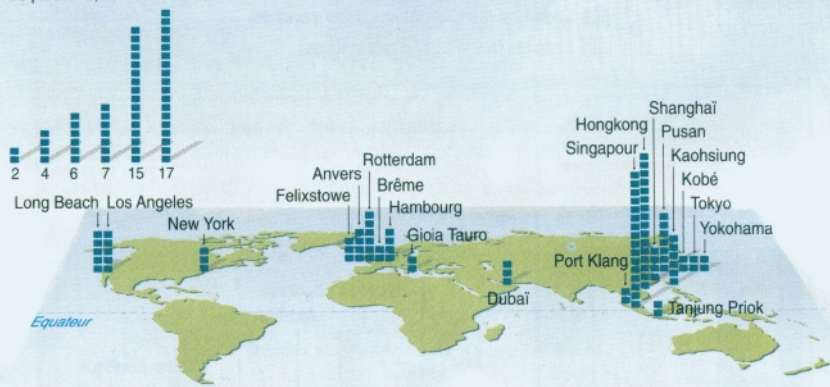 2 4 6 7 15 17
Long Beach
Los Angeles
New York
Felixstowe
Anvers
Rotterdam
Brême
Hambourg
Gioia Tauro
Dubaï
Port Klang
Singapour
Hongkong
Shanghaï
Pusan
Kaohsiung
Kobé
Tokyo
Yokohama
Tanjung Priok
Equateur